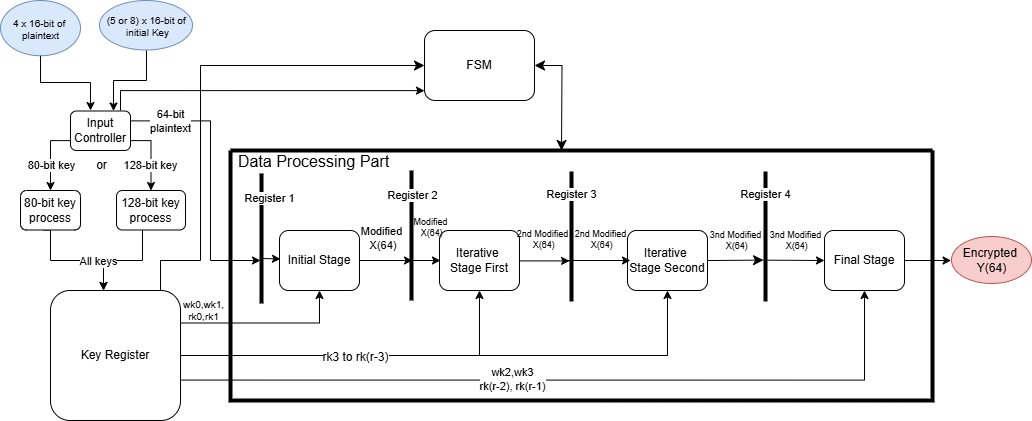 4 x 16-bit of
plaintext
(5 or 8) x 16-bit of
initial Key
FSM
Input
Controller
64-bit
plaintext
80-bit key
or
128-bit key
80-bit key
process
128-bit key
process
All keys
Key Register
Data Processing Part
Register 1
Register 2
Register 3
Register 4
Initial Stage
Modified
X(64)
Modified
X(64)
Iterative
Stage First
2nd Modified
X(64)
2nd Modified
X(64)
Iterative
Stage Second
3nd Modified
X(64)
3nd Modified
X(64)
Final Stage
Encrypted
Y(64)
wk0,wk1,
rk0,rk1
rk3 to rk(r-3)
wk2,wk3
rk(r-2), rk(r-1)